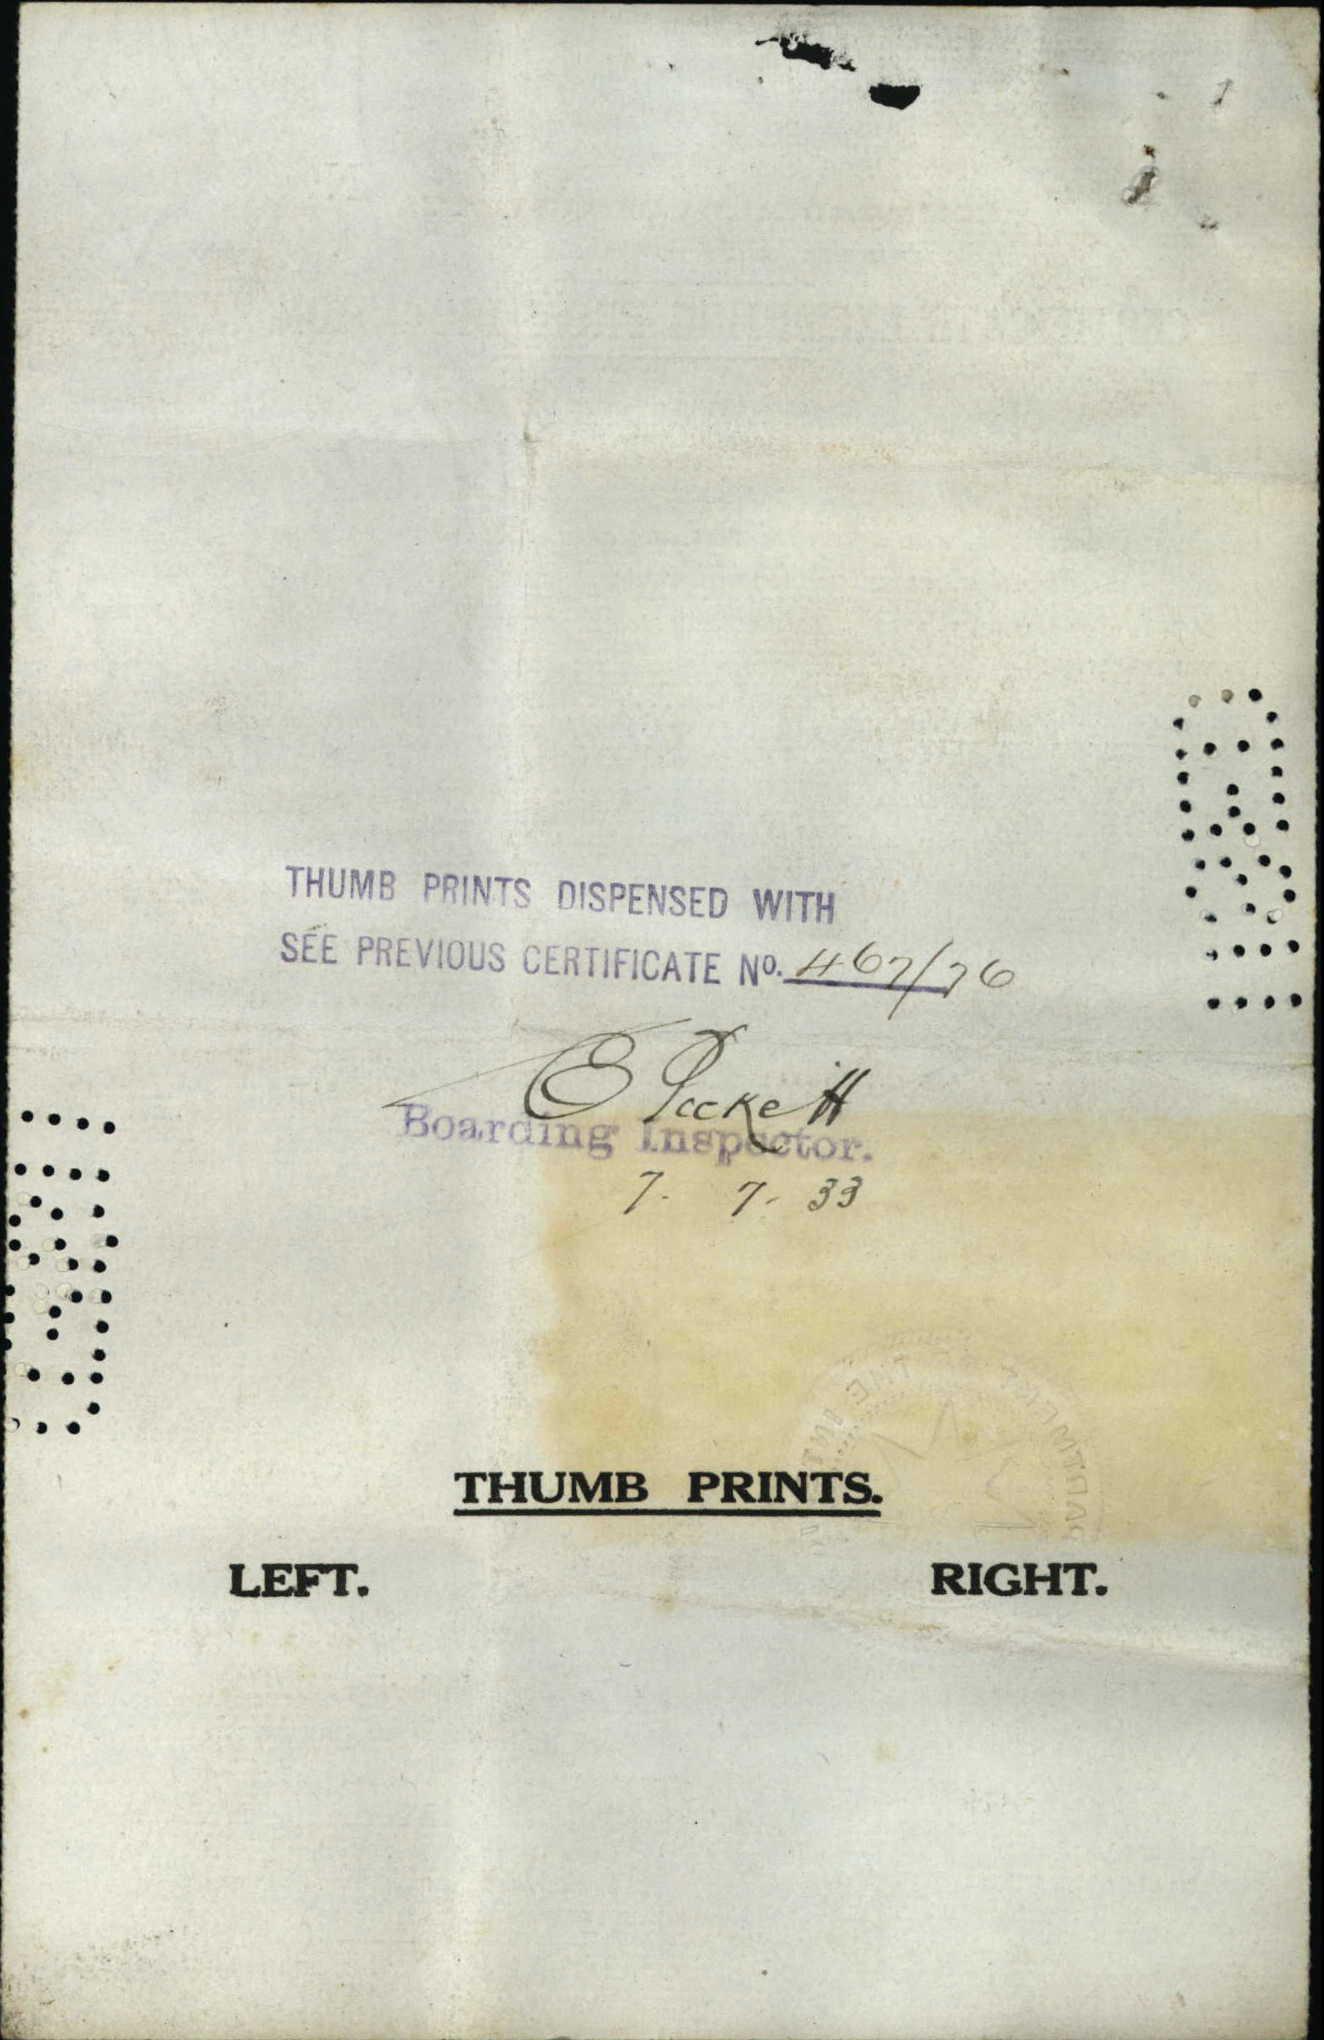 THUMB PRINTS DISPENSED WITH
SEE PREVIOUS CERTIFICATE No. 467/76
E Puckett
Boarding Inspector.
7. 7. 33
THUMB PRINTS.
LEFT.
RIGHT.